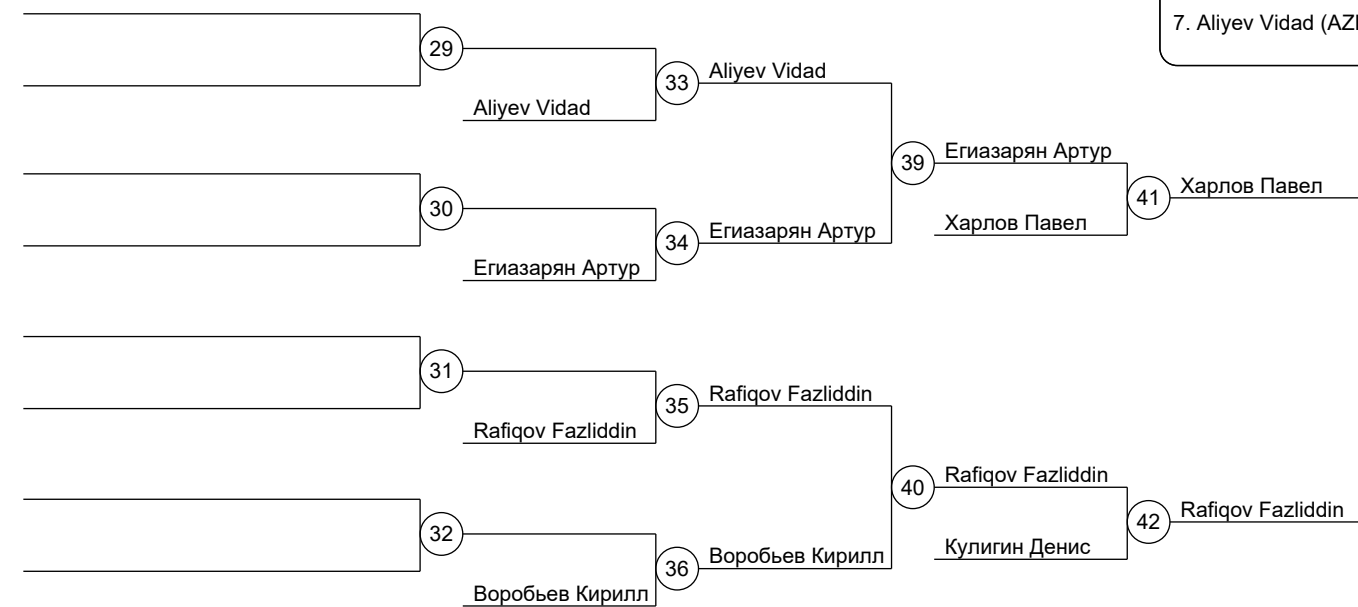 7. Aliyev Vidad (AZ
29
33
Aliyev Vidad
Aliyev Vidad
39
Егиазарян Артур
41
Харлов Павел
30
34
Егиазарян Артур
Харлов Павел
Егиазарян Артур
31
35
Rafiqov Fazliddin
Rafiqov Fazliddin
40
Rafiqov Fazliddin
42
Rafiqov Fazliddin
32
36
Воробьев Кирилл
Кулигин Денис
Воробьев Кирилл